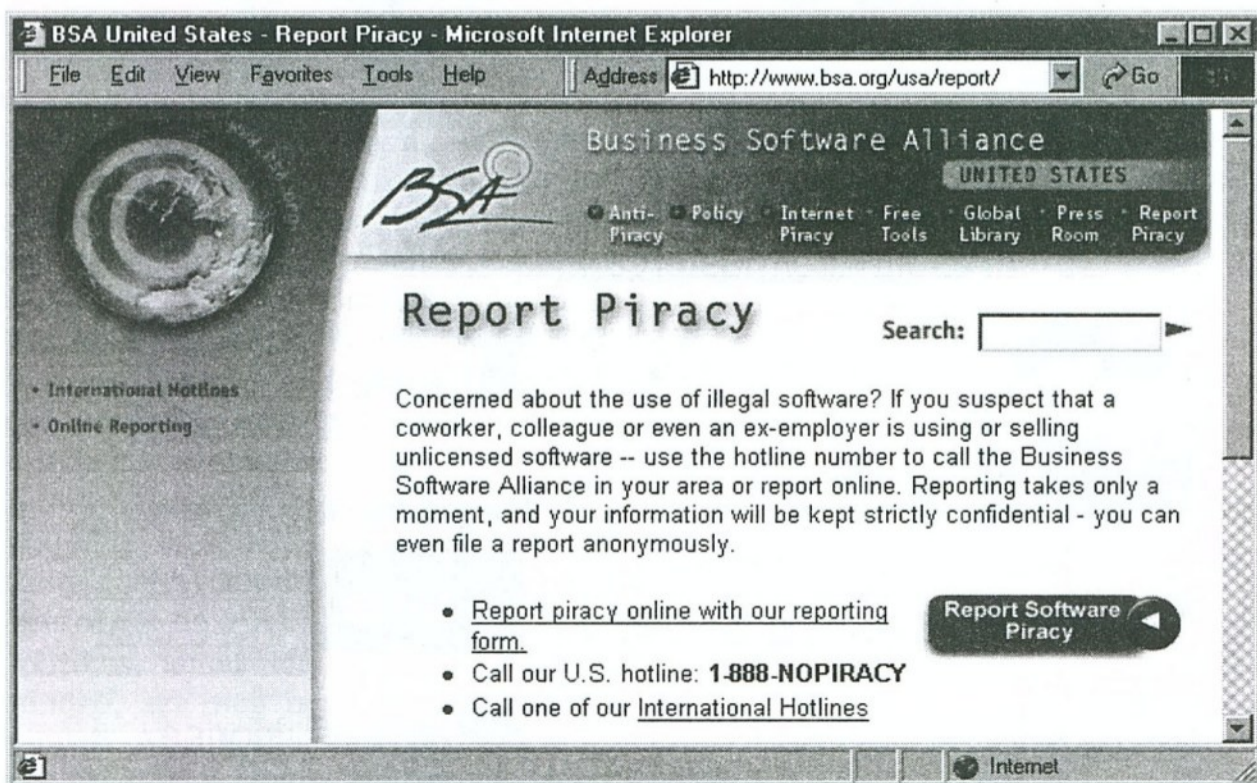 BSA United States - Report Piracy - Microsoft Internet Explorer
File Edit View Favorites Tools Help Address http://www.bsa.org/usa/report/ Go
Business Software Alliance
UNITED STATES
BSA
Anti-Piracy Policy Internet Piracy Free Tools Global Library Press Room Report Piracy
Report Piracy
Search:
• International Hotlines
• Online Reporting
Concerned about the use of illegal software? If you suspect that a
coworker, colleague or even an ex-employer is using or selling
unlicensed software -- use the hotline number to call the Business
Software Alliance in your area or report online. Reporting takes only a
moment, and your information will be kept strictly confidential - you can
even file a report anonymously.
• Report piracy online with our reporting
form.
Report Software
Piracy
• Call our U.S. hotline: 1-888-NOPIRACY
• Call one of our International Hotlines
Internet